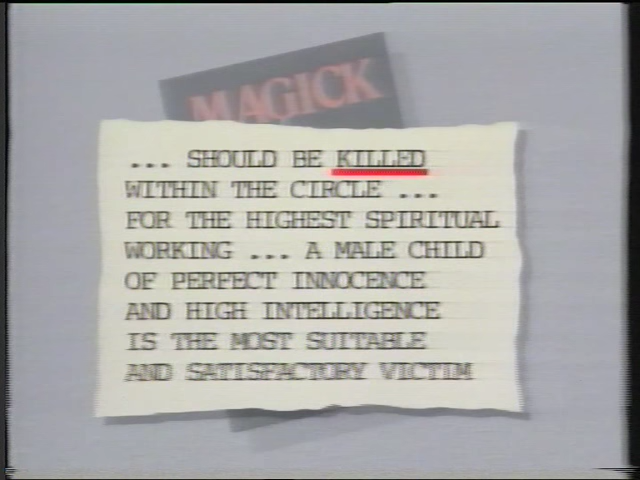 MAGICK
... SHOULD BE KILLED
WITHIN THE CIRCLE ...
FOR THE HIGHEST SPIRITUAL
WORKING ... A MALE CHILD
OF PERFECT INNOCENCE
AND HIGH INTELLIGENCE
IS THE MOST SUITABLE
AND SATISFACTORY VICTIM